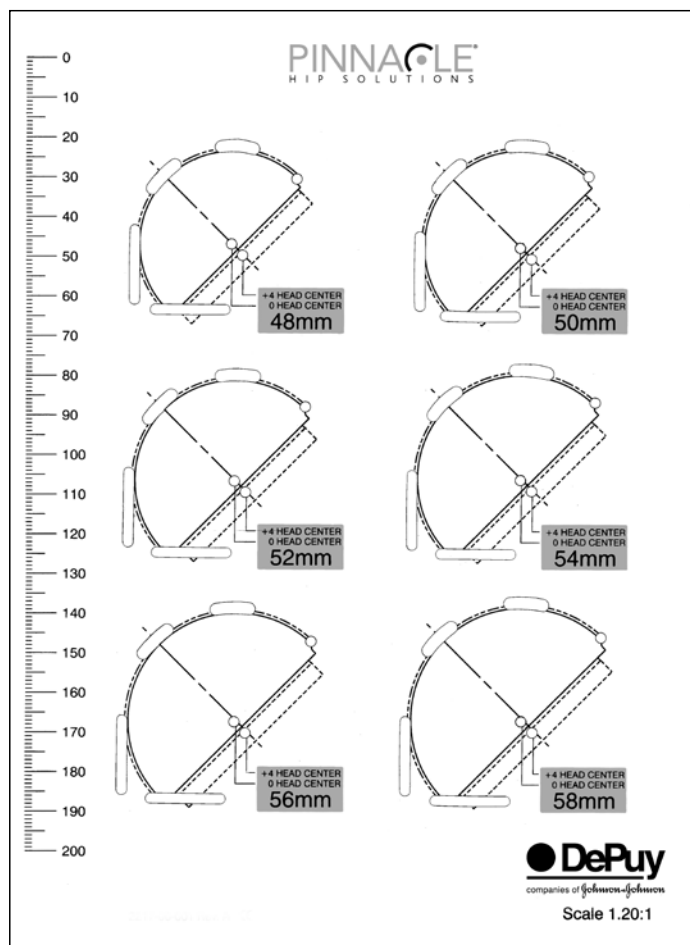 PINNACLE
HIP SOLUTIONS
0
10
20
30
40
50
60
70
80
90
100
110
120
130
140
150
160
170
180
190
200
+4 HEAD CENTER
0 HEAD CENTER
48mm
+4 HEAD CENTER
0 HEAD CENTER
50mm
+4 HEAD CENTER
0 HEAD CENTER
52mm
+4 HEAD CENTER
0 HEAD CENTER
54mm
+4 HEAD CENTER
0 HEAD CENTER
56mm
+4 HEAD CENTER
0 HEAD CENTER
58mm
DePuy
companies of Johnson+Johnson
Scale 1.20:1